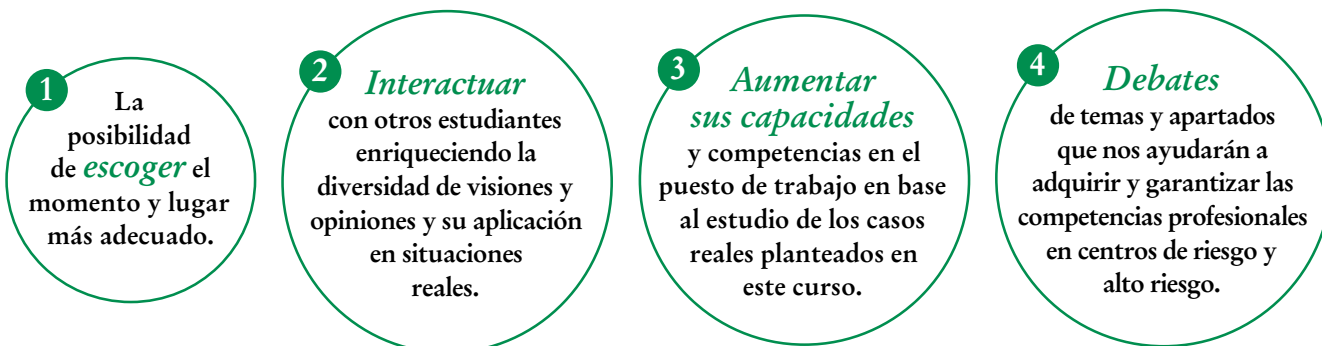 1
La
posibilidad
de escoger el
momento y lugar
más adecuado.
2
Interactuar
con otros estudiantes
enriqueciendo la
diversidad de visiones y
opiniones y su aplicación
en situaciones
reales.
3
Aumentar
sus capacidades
y competencias en el
puesto de trabajo en base
al estudio de los casos
reales planteados en
este curso.
4
Debates
de temas y apartados
que nos ayudarán a
adquirir y garantizar las
competencias profesionales
en centros de riesgo y
alto riesgo.